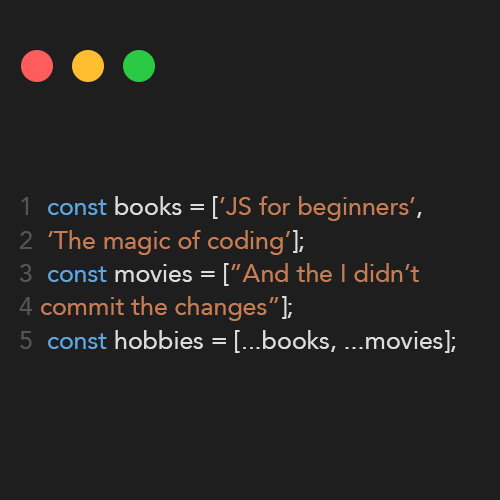 1 const books = [‘JS for beginners’,
2 ‘The magic of coding’];
3 const movies = [”And the I didn’t
4 commit the changes”];
5 const hobbies = [...books, ...movies];